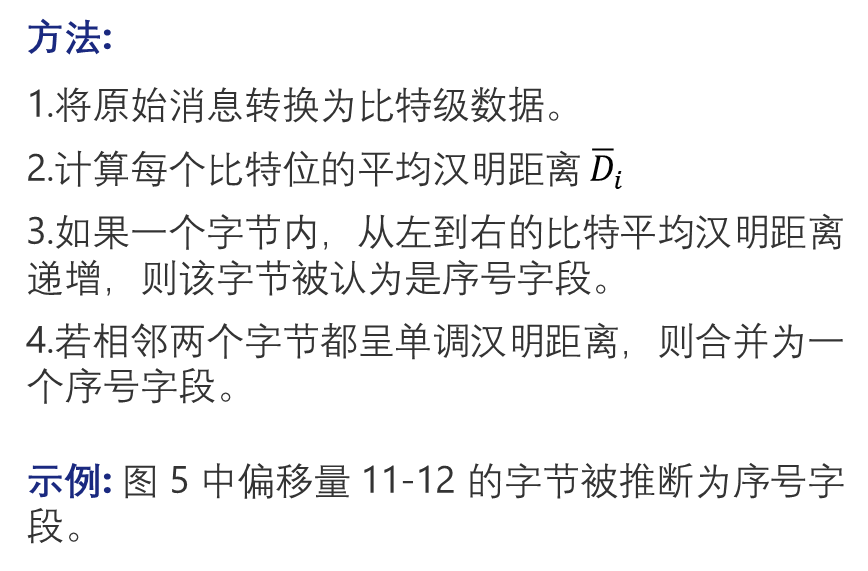 方法:
1.将原始消息转换为比特级数据。
2.计算每个比特位的平均汉明距离 D̅ᵢ
3.如果一个字节内，从左到右的比特平均汉明距离
递增，则该字节被认为是序号字段。
4.若相邻两个字节都呈单调汉明距离，则合并为一
个序号字段。
示例: 图 5 中偏移量 11-12 的字节被推断为序号字
段。